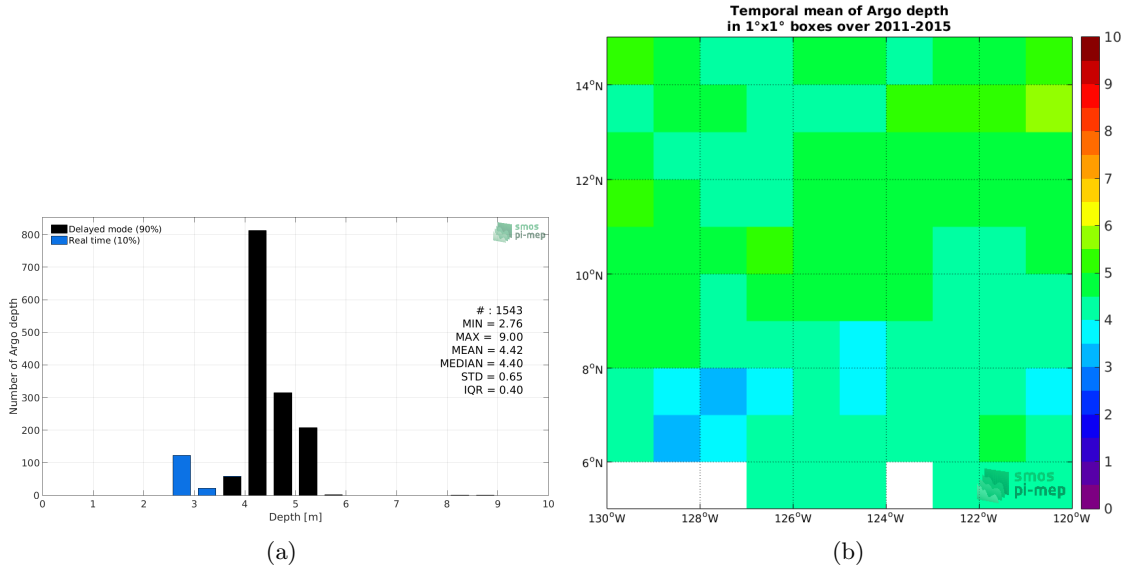 Temporal mean of Argo depth
in 1°x1° boxes over 2011-2015
Delayed mode (90%)
Real time (10%)
smos
pi-mep
# : 1543
MIN = 2.76
MAX = 9.00
MEAN = 4.42
MEDIAN = 4.40
STD = 0.65
IQR = 0.40
Number of Argo depth
800
700
600
500
400
300
200
100
0
0 1 2 3 4 5 6 7 8 9 10
Depth [m]
(a)
14°N
12°N
10°N
8°N
6°N
130°W 128°W 126°W 124°W 122°W 120°W
smos
pi-mep
10
9
8
7
6
5
4
3
2
1
0
(b)